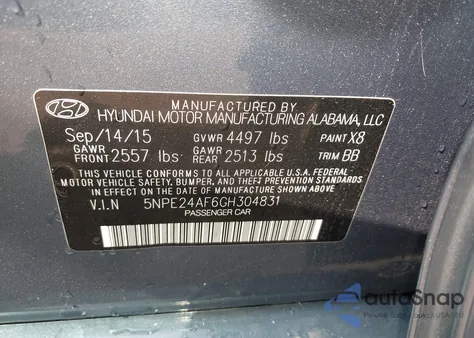 MANUFACTURED BY
HYUNDAI MOTOR MANUFACTURING ALABAMA, LLC
Sep/14/15 GVWR 4497 lbs PAINT X8
GAWR FRONT 2557 lbs GAWR REAR 2513 lbs TRIM BB
THIS VEHICLE CONFORMS TO ALL APPLICABLE U.S.A FEDERAL
MOTOR VEHICLE SAFETY, BUMPER, AND THEFT PREVENTION STANDARDS
IN EFFECT ON THE DATE OF MANUFACTURE SHOWN ABOVE.
V.I.N 5NPE24AF6GH304831
PASSENGER CAR
autoSnap